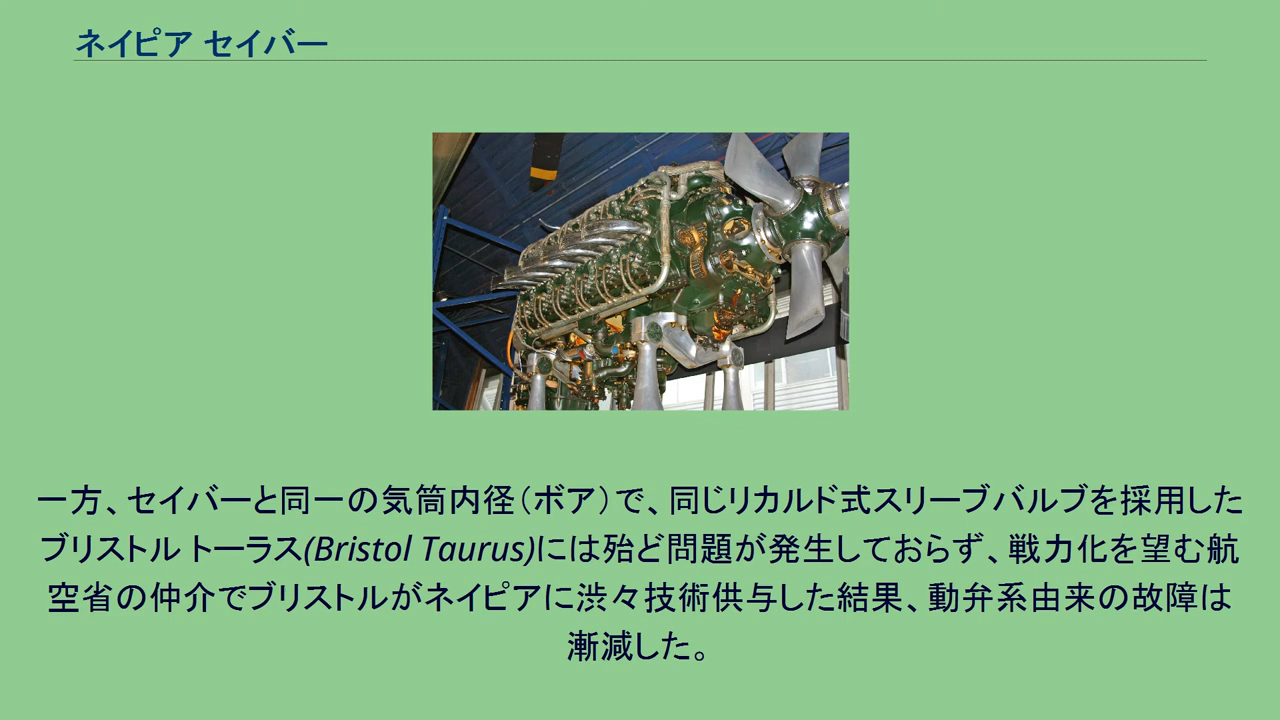 ネイピア セイバー
一方、セイバーと同一の気筒内径（ボア）で、同じリカルド式スリーブバルブを採用した
ブリストル トーラス(Bristol Taurus)には殆ど問題が発生しておらず、戦力化を望む航
空省の仲介でブリストルがネイピアに渋々技術供与した結果、動弁系由来の故障は
漸減した。